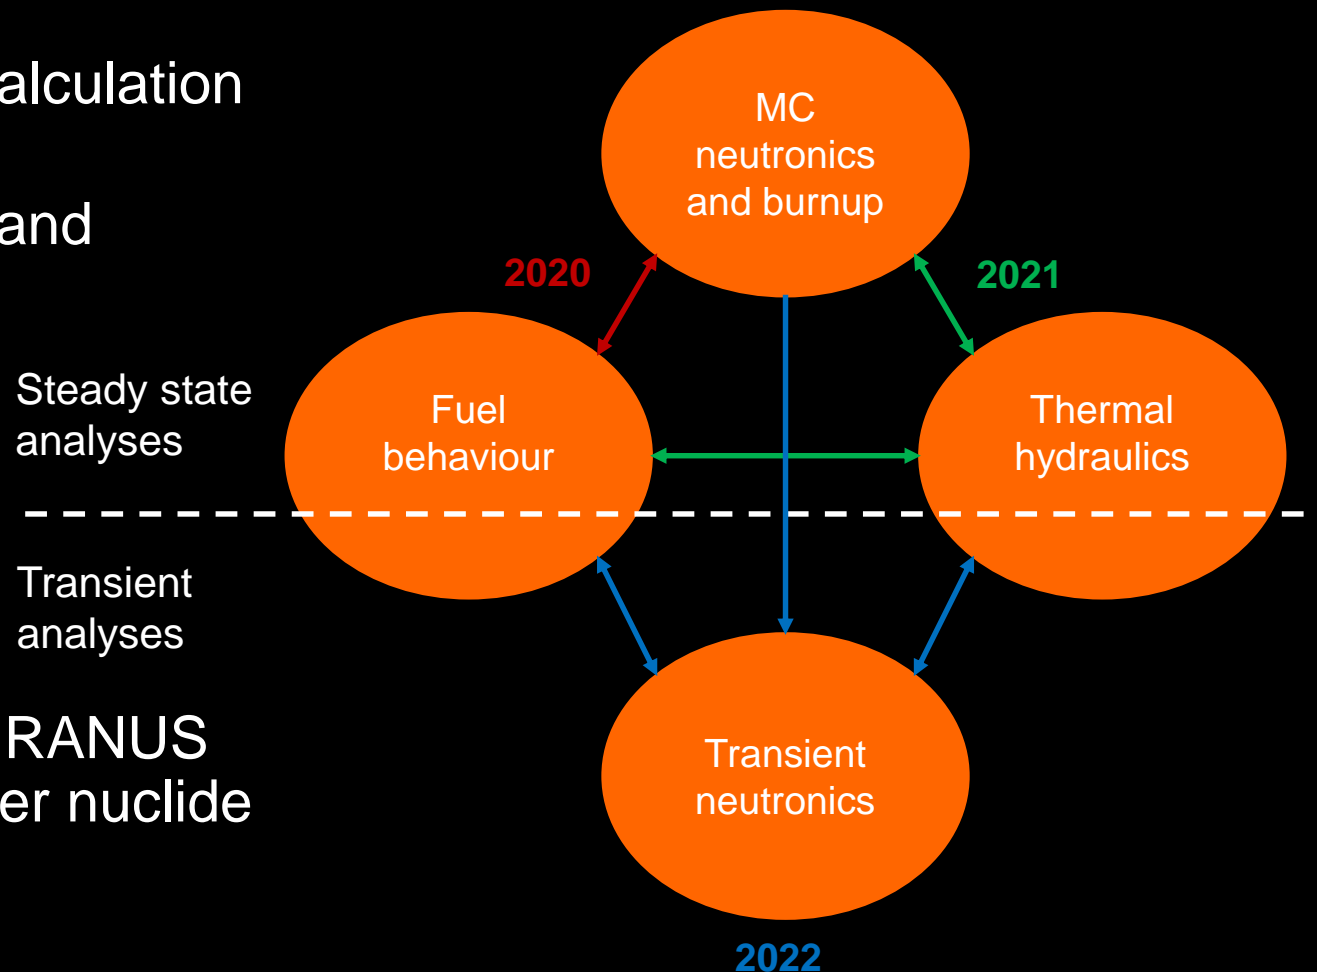 alculation
and
RANUS
er nuclide
Steady state
analyses
Transient
analyses
MC
neutronics
and burnup
2020
2021
Fuel
behaviour
Thermal
hydraulics
Transient
neutronics
2022